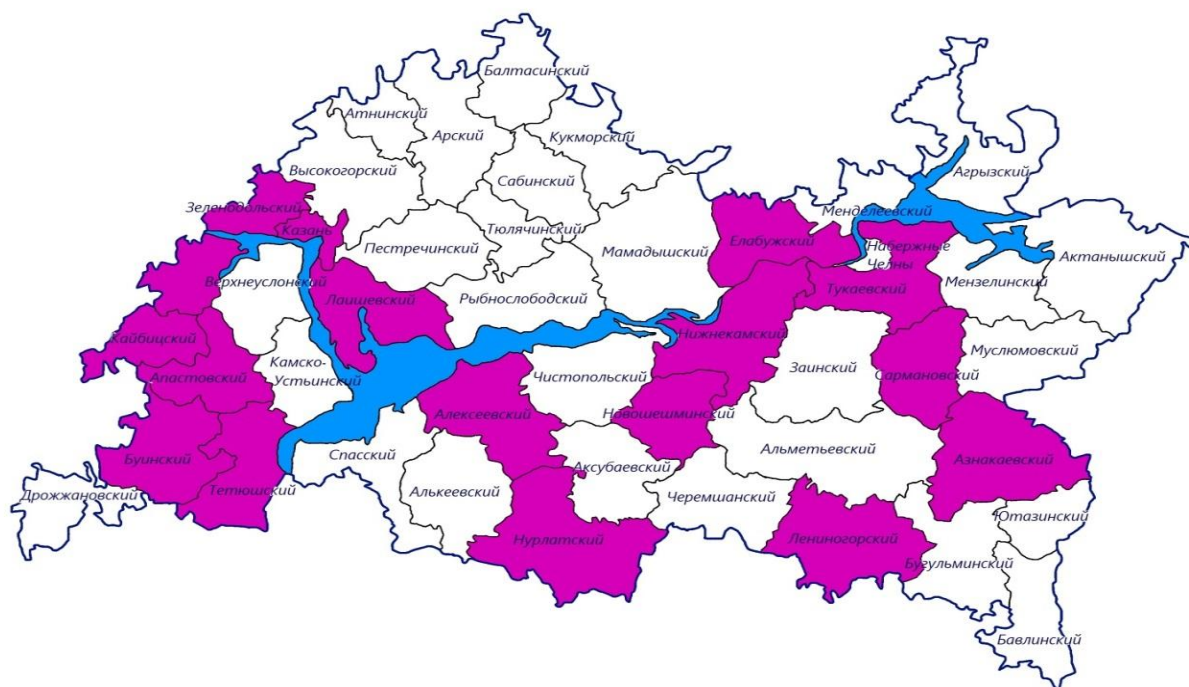 Балтасинский
Атнинский
Арский
Кукморский
Высокогорский
Сабинский
Агрызский
Зеленодольский
Казань
Тюлячинский
Менделеевский
Пестречинский
Мамадышский
Елабужский
Набержные
Челны
Актанышский
Верхнеуслонский
Лаишевский
Рыбнослободский
Тукаевский
Мензелинский
Кайбицский
Нижнекамский
Муслюмовский
Камско-
Устьинский
Апастовский
Чистопольский
Заинский
Сармановский
Алексеевский
Новошешминский
Буинский
Спасский
Альметьевский
Аксубаевский
Азнакаевский
Дрожжановский
Тетюшский
Алькеевский
Черемшанский
Ютазинский
Нурлатский
Лениногорский
Бугульминский
Бавлинский